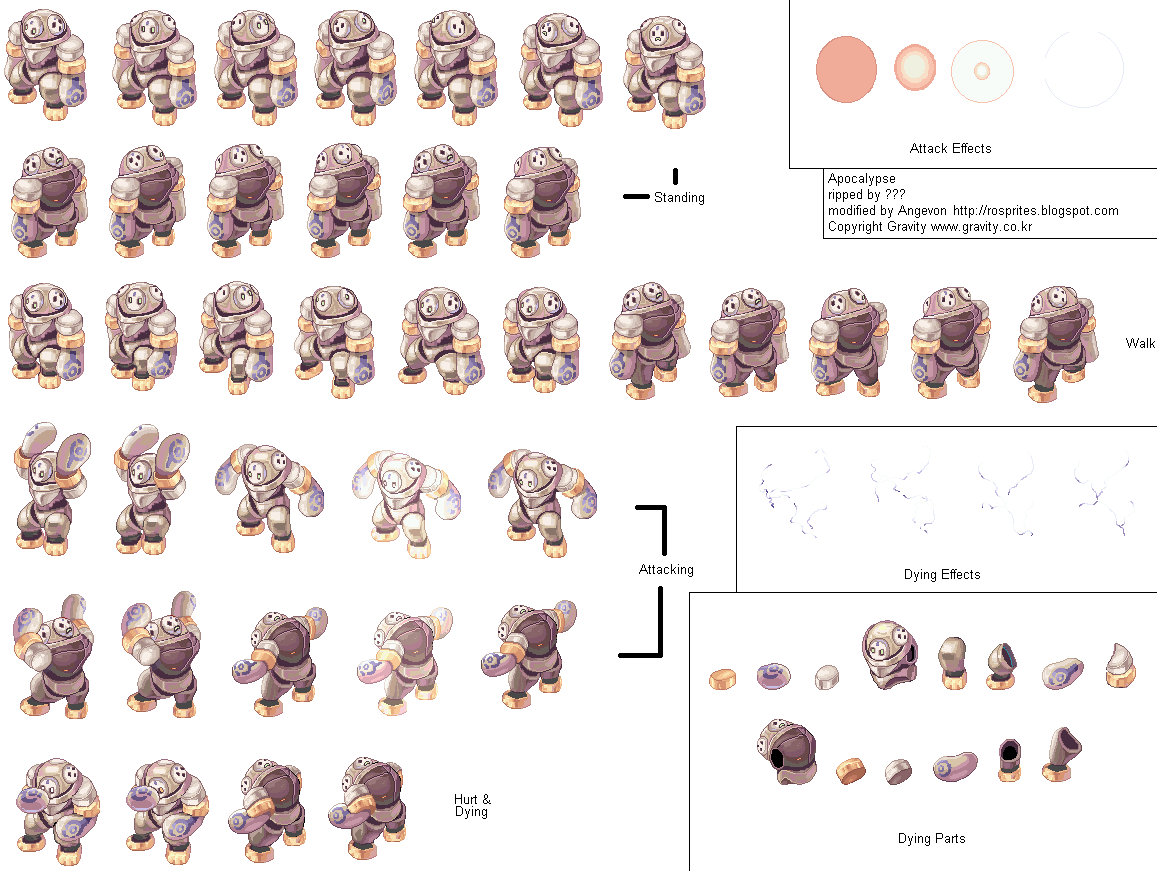 Attack Effects
Apocalypse
ripped by ???
modified by Angevon http://rosprites.blogspot.com
Copyright Gravity www.gravity.co.kr
Standing
Walk
Attacking
Dying Effects
Hurt &
Dying
Dying Parts